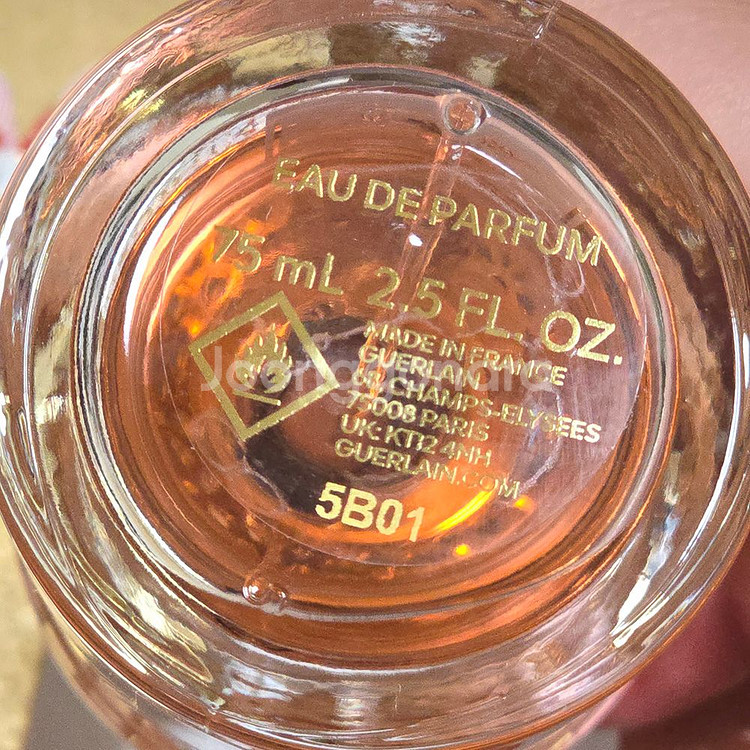 EAU DE PARFUM
75 mL 2,5 FL. OZ.
MADE IN FRANCE
GUERLAIN
CHAMPS-ELYSEES
75008 PARIS
UK: KT12 4NH
GUERLAIN.COM
5B01